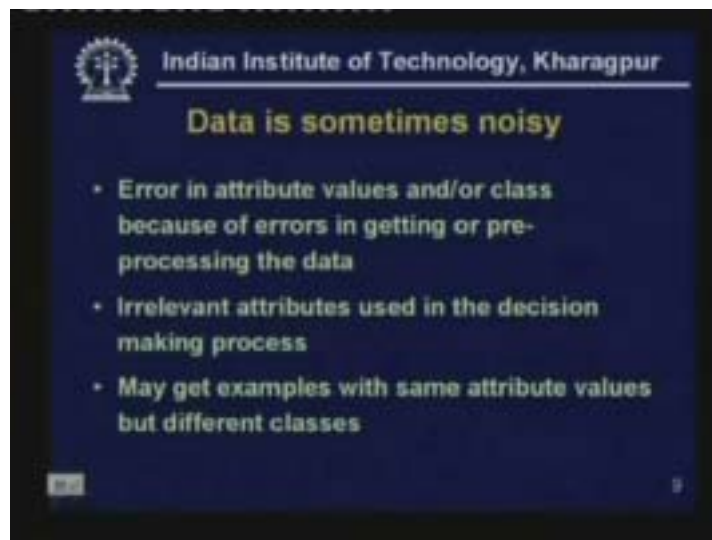 Indian Institute of Technology, Kharagpur
Data is sometimes noisy
• Error in attribute values and/or class
because of errors in getting or pre-
processing the data
• Irrelevant attributes used in the decision
making process
• May get examples with same attribute values
but different classes
9